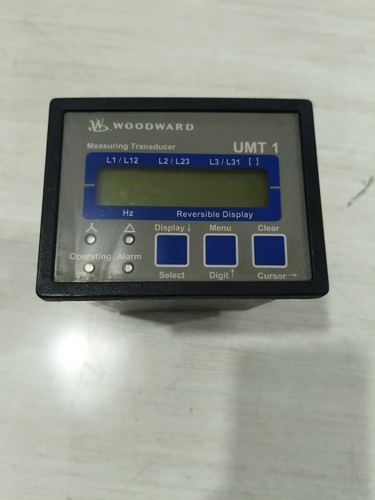 W WOODWARD
Measuring Transducer UMT 1
L1 / L12 L2 / L23 L3 / L31 [ ]
Hz Reversible Display
Display↓ Menu Clear
Operating Alarm
Select Digit↑ Cursor→